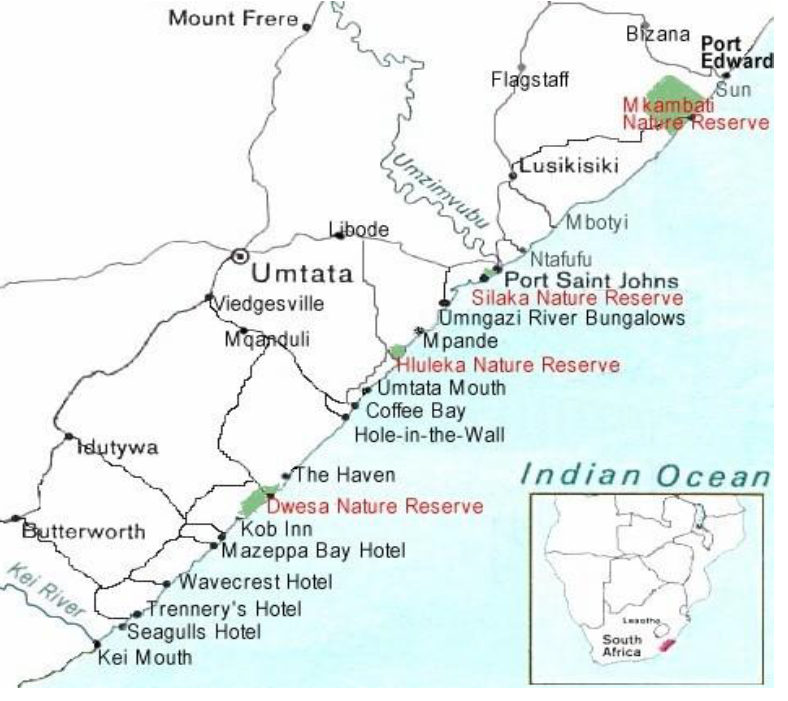 Mount Frere
Bizana
Port
Edward
Flagstaff
Sun
Mkambati
Nature Reserve
Umzimvubu
Lusikisiki
Mbotyi
Libode
Ntafufu
Umtata
Port Saint Johns
Silaka Nature Reserve
Viedgesville
Umngazi River Bungalows
Mqanduli
Mpande
Hluleka Nature Reserve
Umtata Mouth
Coffee Bay
Hole-in-the-Wall
Idutywa
The Haven
Indian Ocean
Dwesa Nature Reserve
Butterworth
Kob Inn
Mazeppa Bay Hotel
Kei River
Wavecrest Hotel
Trennery's Hotel
Seagulls Hotel
Kei Mouth
Lesotho
South
Africa